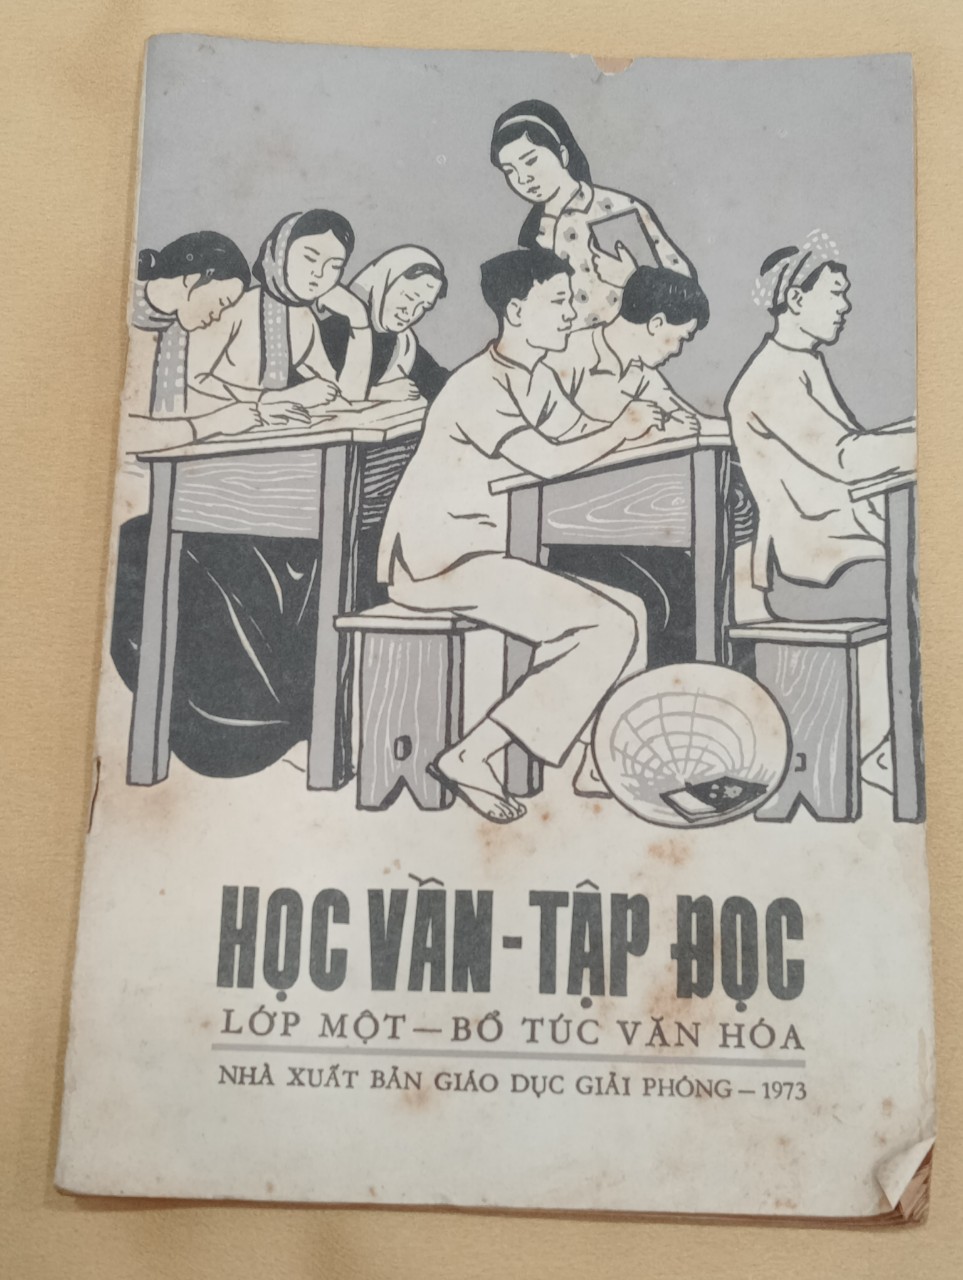 HỌC VẦN - TẬP ĐỌC
LỚP MỘT — BỔ TÚC VĂN HÓA
NHÀ XUẤT BẢN GIÁO DỤC GIẢI PHÓNG — 1973